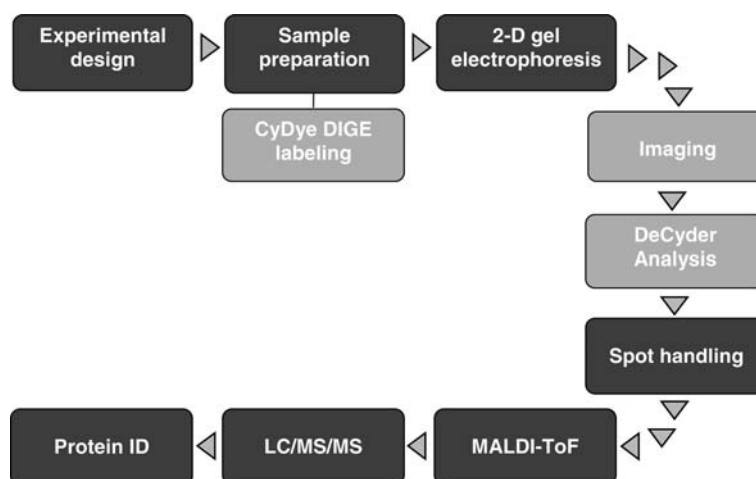 Experimental
design
Sample
preparation
2-D gel
electrophoresis
CyDye DIGE
labeling
Imaging
DeCyder
Analysis
Spot handling
MALDI-ToF
LC/MS/MS
Protein ID